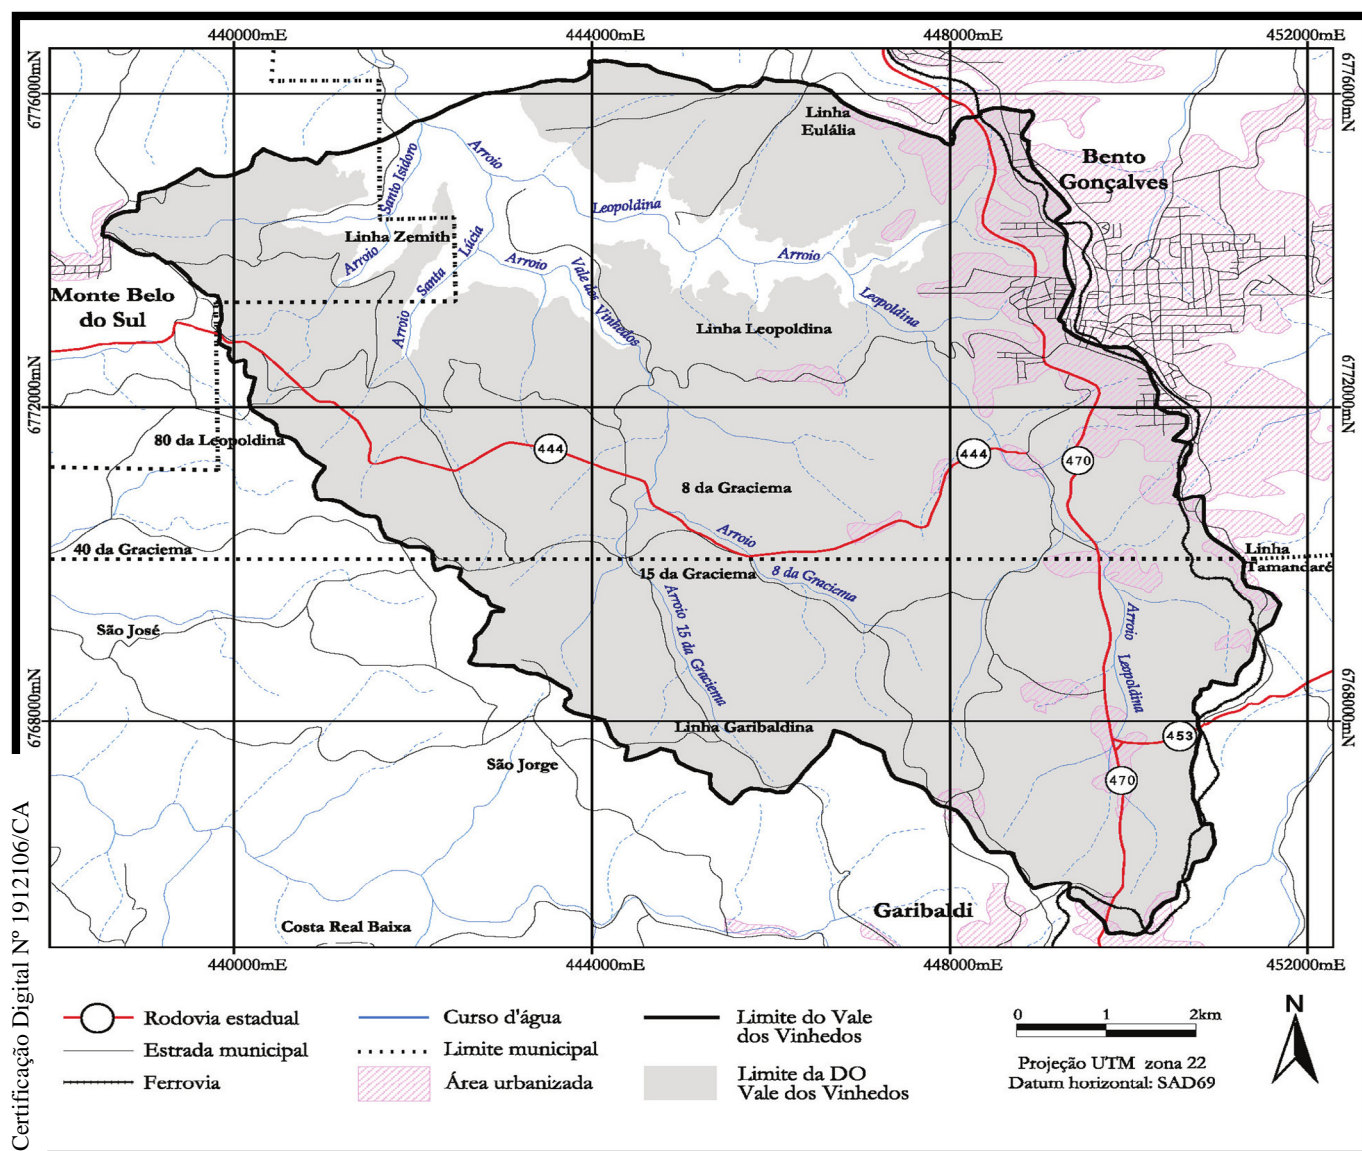 440000mE
444000mE
448000mE
452000mE
6776000mN
6776000mN
Linha
Eulália
Bento
Gonçalves
Arroio
Santo Isidoro
Leopoldina
Linha Zemith
Arroio
Santa
Lúcia
Arroio
Vale dos Vinhedos
Arroio
Leopoldina
Arroio
Monte Belo
do Sul
Linha Leopoldina
6772000mN
6772000mN
80 da Leopoldina
444
444
470
8 da Graciema
Arroio
40 da Graciema
15 da Graciema
8 da Graciema
Linha
Tamandaré
São José
Arroio 15 da Graciema
Arroio
Leopoldina
6768000mN
6768000mN
Linha Garibaldina
453
São Jorge
470
Garibaldi
Costa Real Baixa
440000mE
444000mE
448000mE
452000mE
Certificação Digital Nº 1912106/CA
Rodovia estadual
Estrada municipal
Ferrovia
Curso d'água
Limite municipal
Área urbanizada
Limite do Vale
dos Vinhedos
Limite da DO
Vale dos Vinhedos
0 1 2km
Projeção UTM zona 22
Datum horizontal: SAD69
N